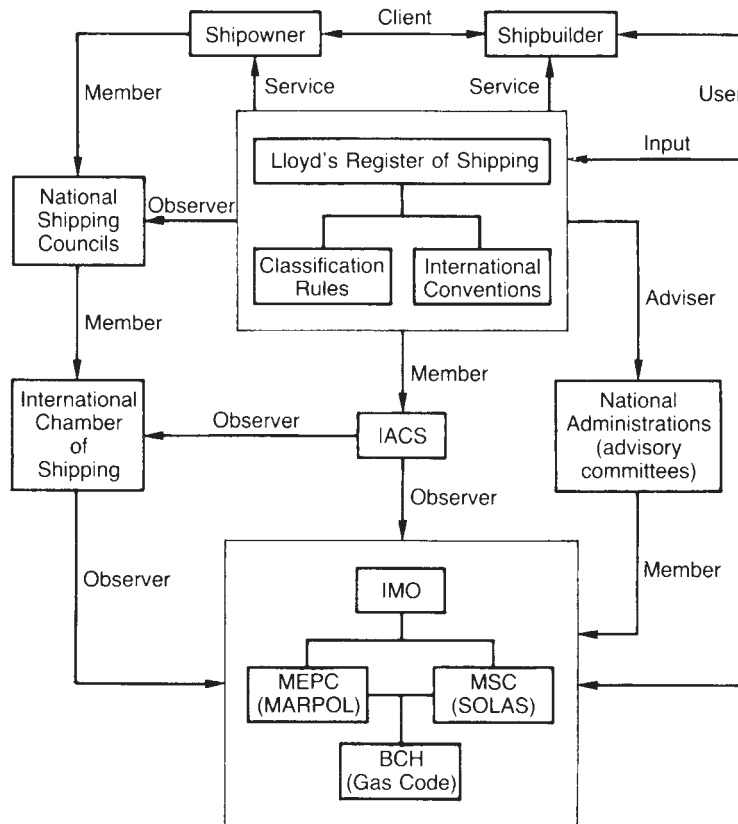 Client
Shipowner
Shipbuilder
Member
Service
Service
User
Lloyd's Register of Shipping
Input
National
Shipping
Councils
Observer
Classification
Rules
International
Conventions
Adviser
Member
Member
International
Chamber
of
Shipping
Observer
IACS
National
Administrations
(advisory
committees)
Observer
Observer
Member
IMO
MEPC
(MARPOL)
MSC
(SOLAS)
BCH
(Gas Code)